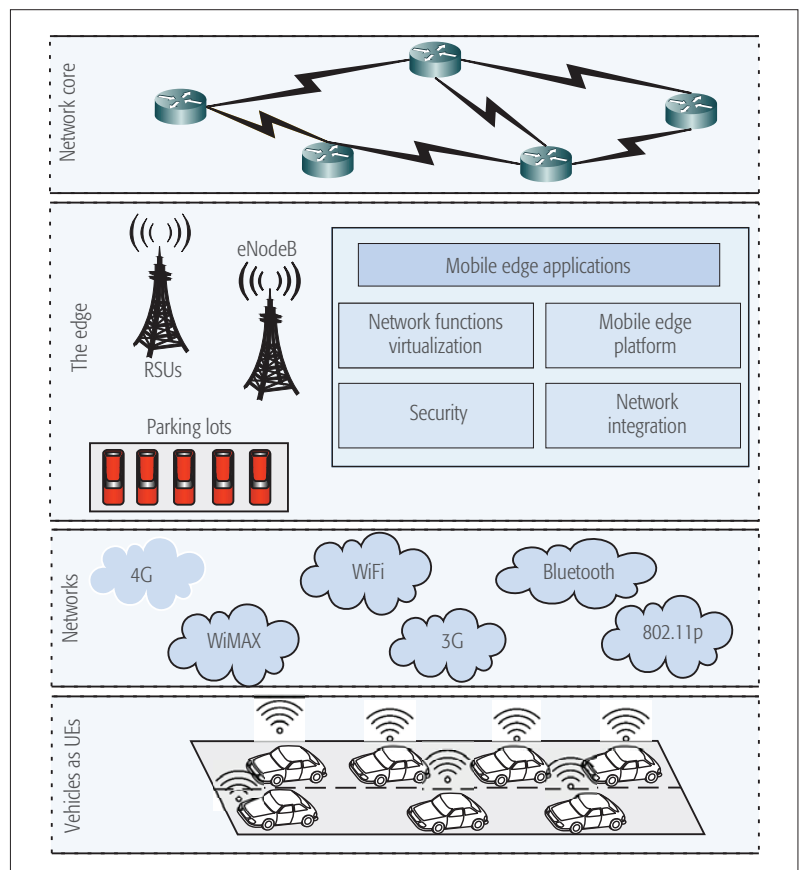 Network core
The edge
eNodeB
RSUs
Parking lots
Mobile edge applications
Network functions
virtualization
Mobile edge
platform
Security
Network
integration
Networks
4G
WiFi
Bluetooth
WiMAX
3G
802.11p
Vehicles as UEs